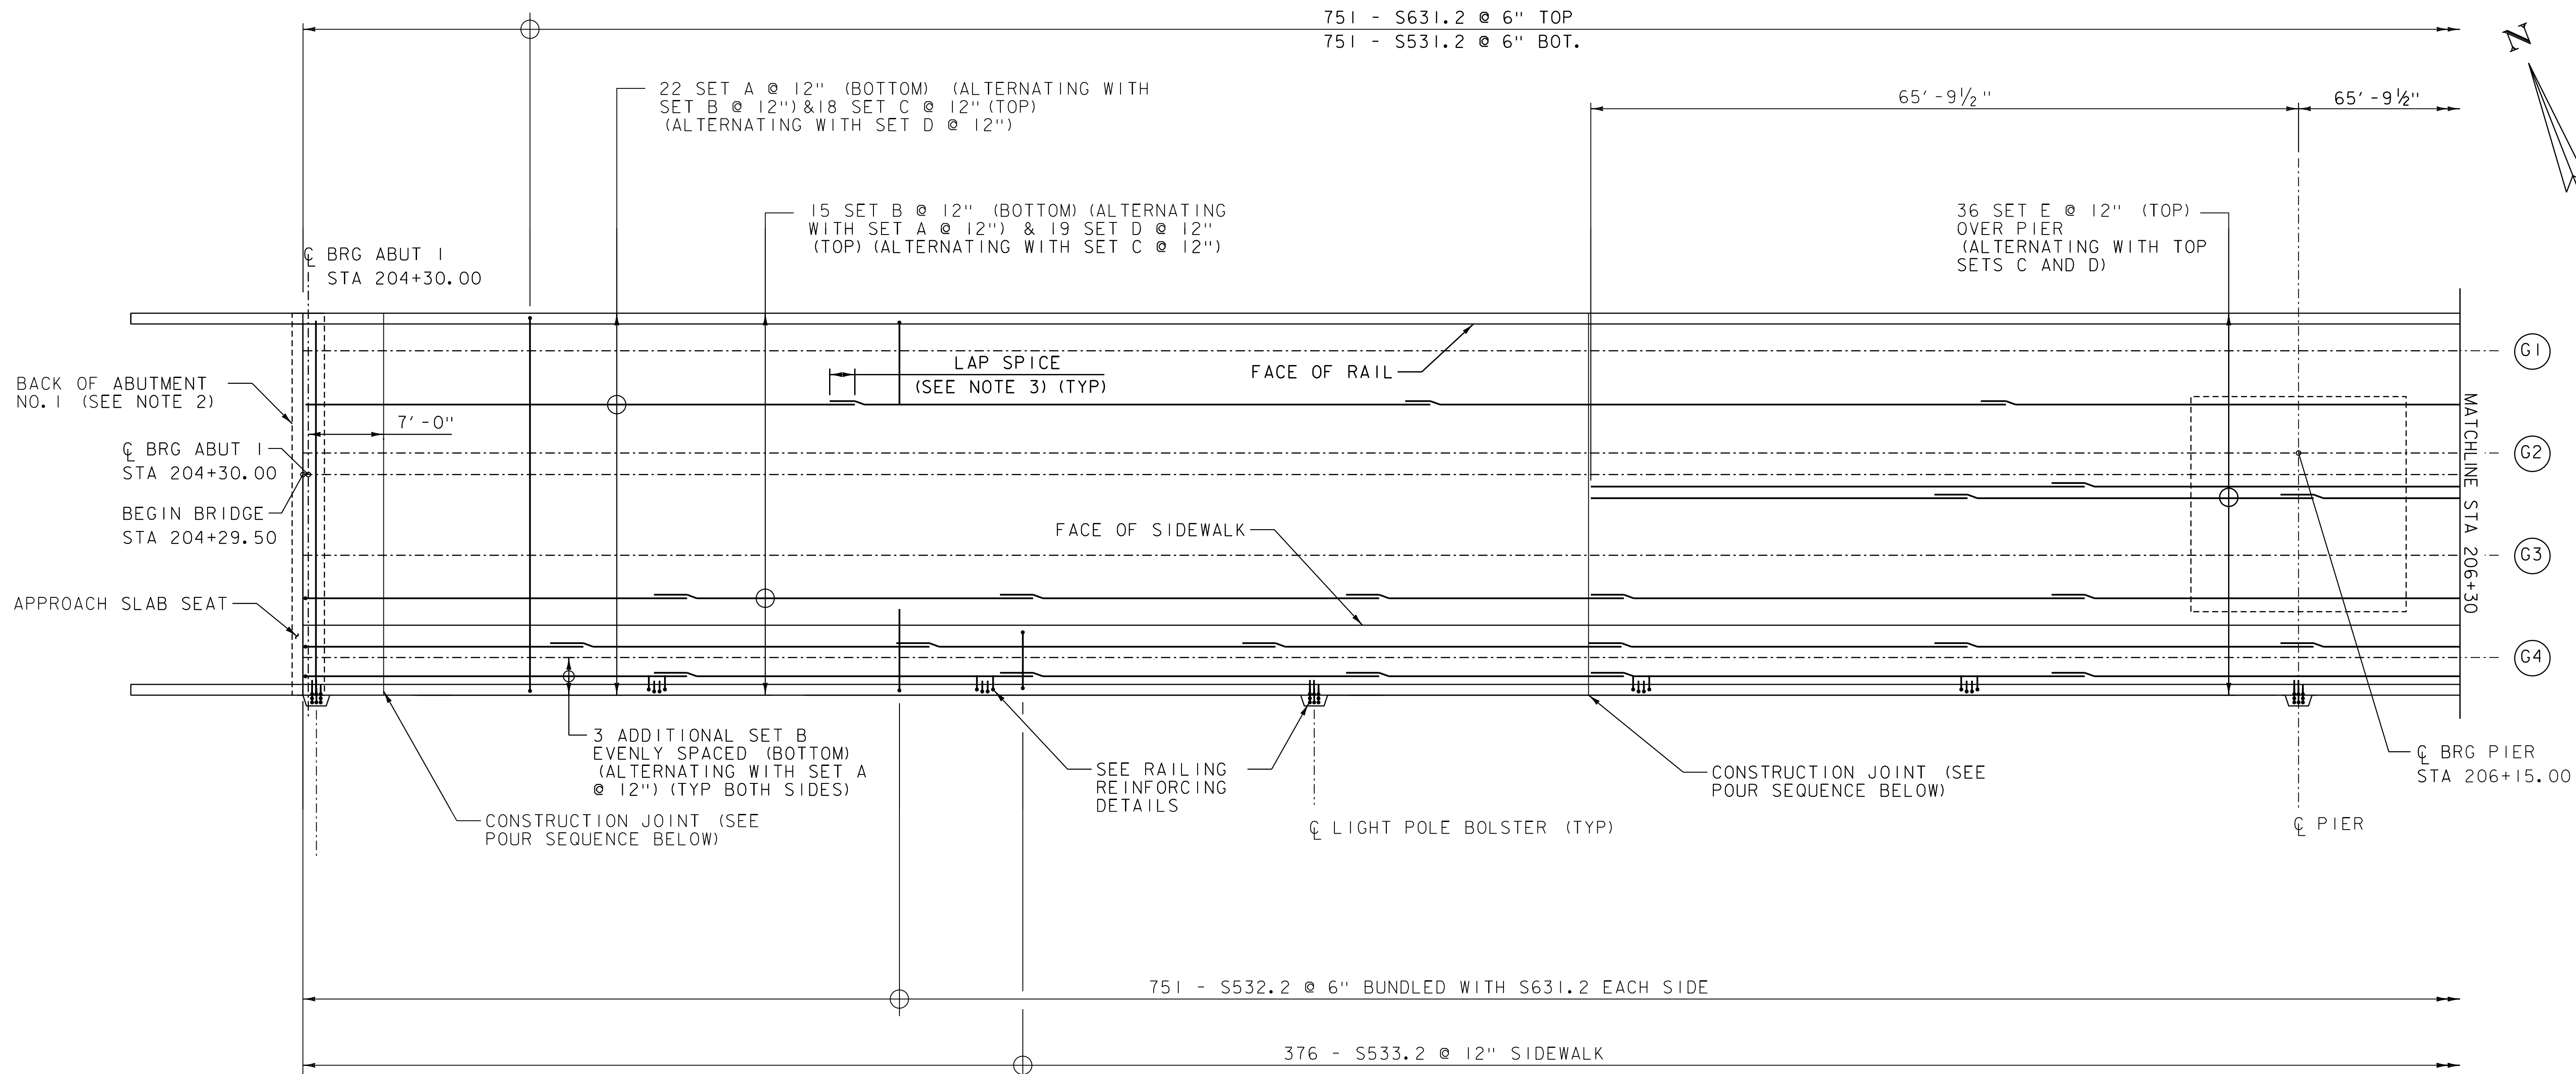 751 - S631.2 @ 6" TOP
751 - S531.2 @ 6" BOT.
N
22 SET A @ 12" (BOTTOM) (ALTERNATING WITH
SET B @ 12") &18 SET C @ 12" (TOP)
(ALTERNATING WITH SET D @ 12")
65'-9½"
65'-9½"
15 SET B @ 12" (BOTTOM) (ALTERNATING
WITH SET A @ 12") & 19 SET D @ 12"
(TOP) (ALTERNATING WITH SET C @ 12")
36 SET E @ 12" (TOP)
OVER PIER
(ALTERNATING WITH TOP
SETS C AND D)
℄ BRG ABUT 1
STA 204+30.00
LAP SPICE
(SEE NOTE 3) (TYP)
FACE OF RAIL
G1
BACK OF ABUTMENT
NO.1 (SEE NOTE 2)
7'-0"
℄ BRG ABUT 1
STA 204+30.00
G2
MATCHLINE STA 206+30
BEGIN BRIDGE
STA 204+29.50
FACE OF SIDEWALK
G3
APPROACH SLAB SEAT
G4
3 ADDITIONAL SET B
EVENLY SPACED (BOTTOM)
(ALTERNATING WITH SET A
@ 12") (TYP BOTH SIDES)
SEE RAILING
REINFORCING
DETAILS
CONSTRUCTION JOINT (SEE
POUR SEQUENCE BELOW)
℄ BRG PIER
STA 206+15.00
CONSTRUCTION JOINT (SEE
POUR SEQUENCE BELOW)
℄ LIGHT POLE BOLSTER (TYP)
℄ PIER
751 - S532.2 @ 6" BUNDLED WITH S631.2 EACH SIDE
376 - S533.2 @ 12" SIDEWALK